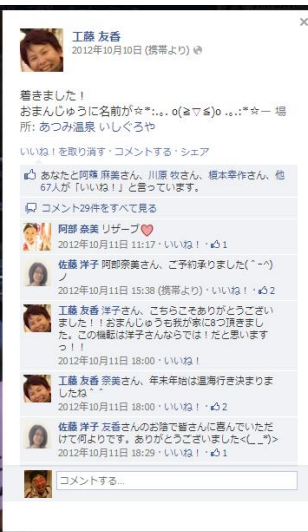 工藤 友香
2012年10月10日 (携帯より)
着きました！
おまんじゅうに名前が☆*:.｡. o(≧▽≦)o .｡.:*☆— 場
所: あつみ温泉 いしぐろや
いいね！を取り消す · コメントする · シェア
あなたと阿蘓 麻美さん、川原 牧さん、榎本幸作さん、他
67人が「いいね！」と言っています。
コメント29件をすべて見る
阿部 奈美 リザーブ
2012年10月11日 11:17 · いいね！ · 1
佐藤 洋子 阿部奈美さん、ご予約承りました(＾−^)
ノ
2012年10月11日 15:38 (携帯より) · いいね！ · 2
工藤 友香 洋子さん、こちらこそありがとうござい
ました！！おまんじゅうも我が家に8つ頂きまし
た。この機転は洋子さんならでは！だと思います
っ！！
2012年10月11日 18:00 · いいね！
工藤 友香 奈美さん、年末年始は温海行き決まりま
したね＾＾
2012年10月11日 18:00 · いいね！ · 2
佐藤 洋子 友香さんのお陰で皆さんに喜んでいただ
けて何よりです。ありがとうございました<(_ _*)>
2012年10月11日 18:29 · いいね！ · 1
コメントする...